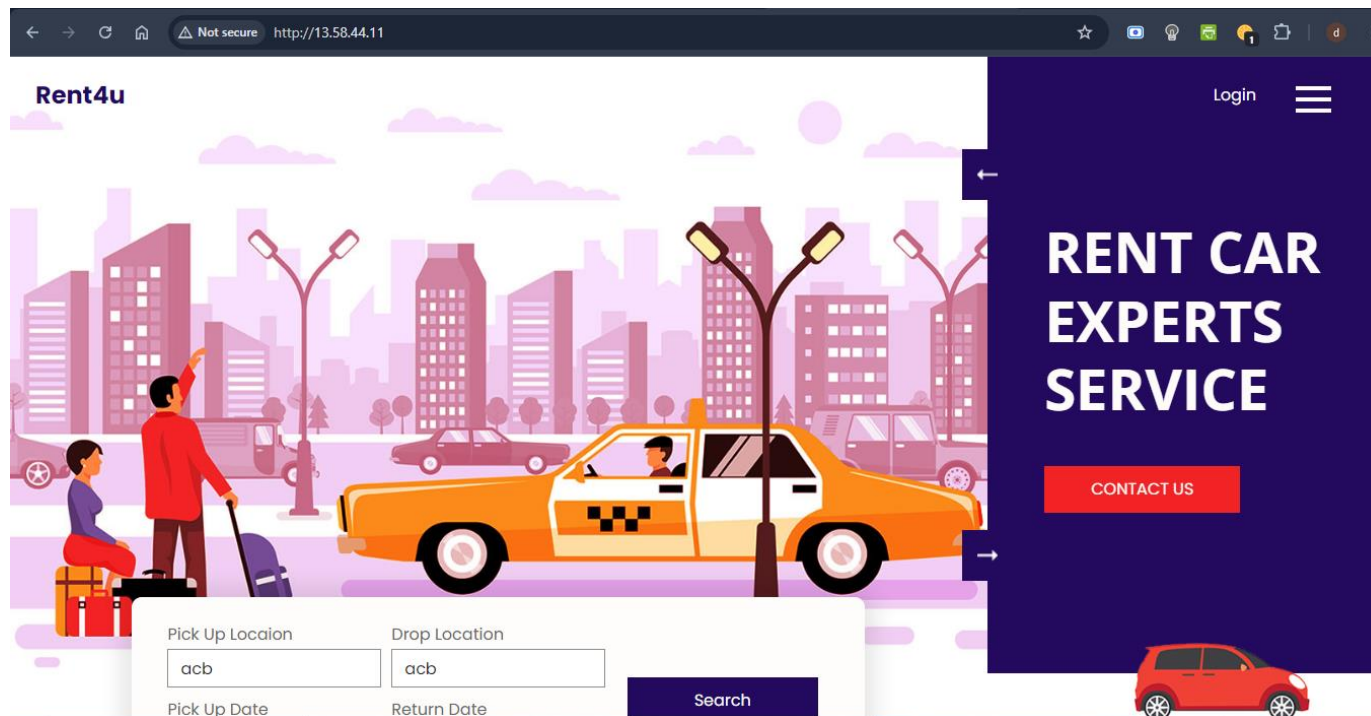 Not secure http://13.58.44.11
1
d
Rent4u
Login
RENT CAR
EXPERTS
SERVICE
CONTACT US
Pick Up Locaion Drop Location
acb acb
Search
Pick Up Date Return Date